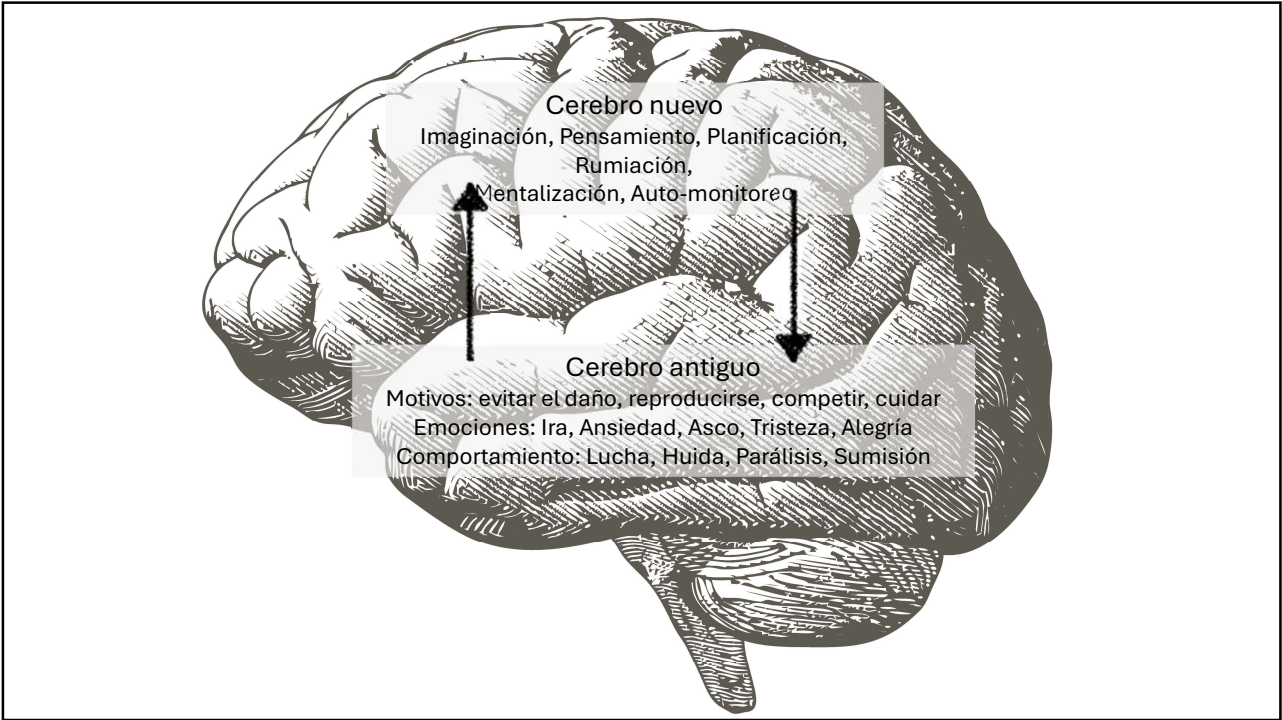 Cerebro nuevo
Imaginación, Pensamiento, Planificación,
Rumiación,
Mentalización, Auto-monitoreo
Cerebro antiguo
Motivos: evitar el daño, reproducirse, competir, cuidar
Emociones: Ira, Ansiedad, Asco, Tristeza, Alegría
Comportamiento: Lucha, Huida, Parálisis, Sumisión